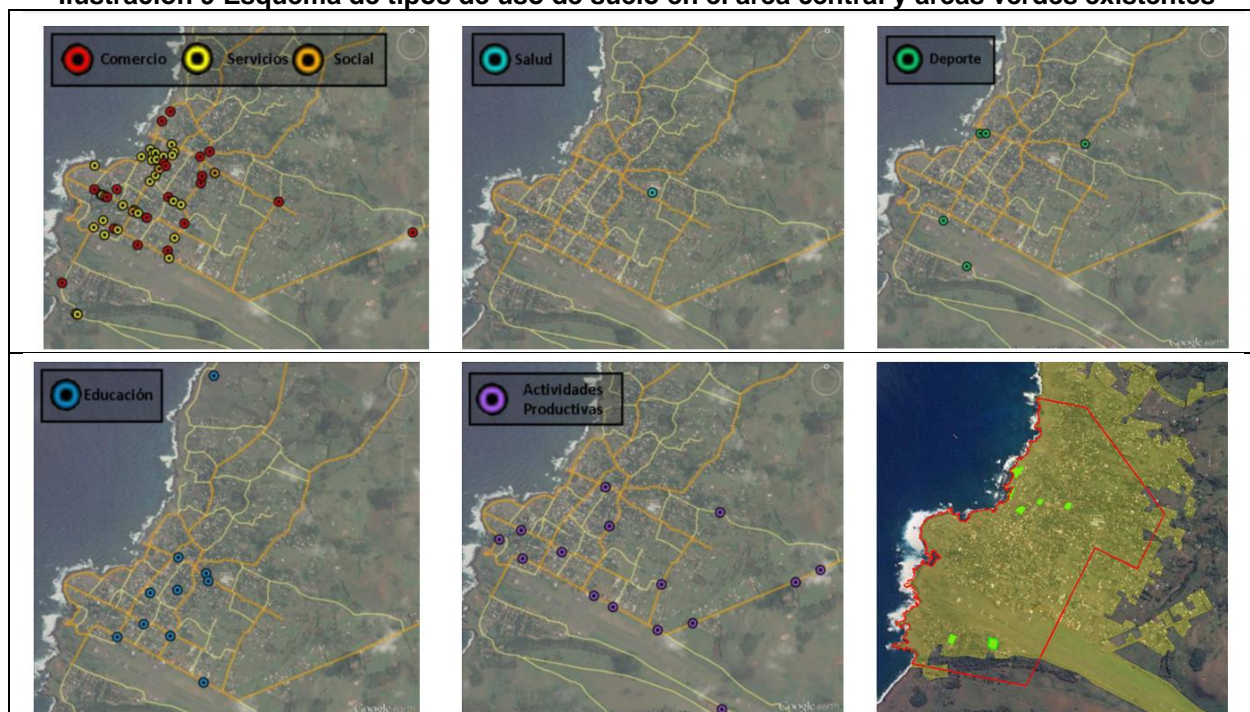 Ilustración 9 Esquema de tipos de uso de suelo en el área central y áreas verdes existentes
Comercio Servicios Social
Salud
Deporte
Google earth
Educación
Actividades
Productivas
Google earth
Google earth